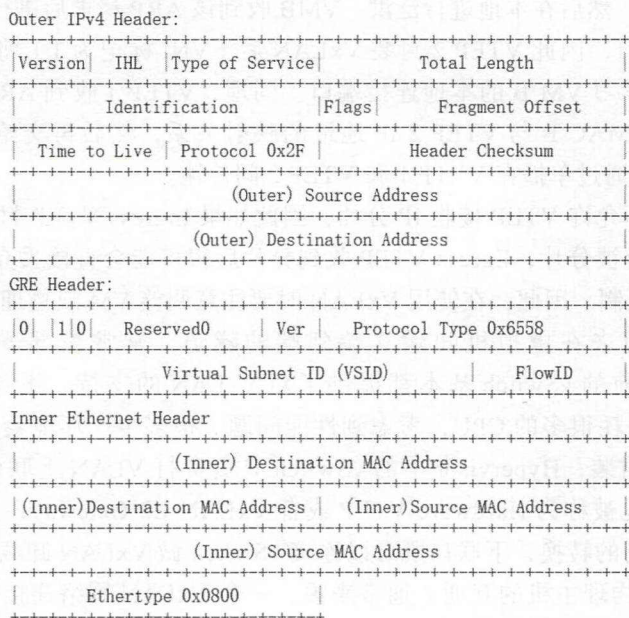 Outer IPv4 Header:
+-+-+-+-+-+-+-+-+-+-+-+-+-+-+-+-+-+-+-+-+-+-+-+-+-+-+-+-+-+-+-+-+
|Version| IHL |Type of Service| Total Length |
+-+-+-+-+-+-+-+-+-+-+-+-+-+-+-+-+-+-+-+-+-+-+-+-+-+-+-+-+-+-+-+-+
| Identification |Flags| Fragment Offset |
+-+-+-+-+-+-+-+-+-+-+-+-+-+-+-+-+-+-+-+-+-+-+-+-+-+-+-+-+-+-+-+-+
| Time to Live | Protocol 0x2F | Header Checksum |
+-+-+-+-+-+-+-+-+-+-+-+-+-+-+-+-+-+-+-+-+-+-+-+-+-+-+-+-+-+-+-+-+
| (Outer) Source Address |
+-+-+-+-+-+-+-+-+-+-+-+-+-+-+-+-+-+-+-+-+-+-+-+-+-+-+-+-+-+-+-+-+
| (Outer) Destination Address |
+-+-+-+-+-+-+-+-+-+-+-+-+-+-+-+-+-+-+-+-+-+-+-+-+-+-+-+-+-+-+-+-+
GRE Header:
+-+-+-+-+-+-+-+-+-+-+-+-+-+-+-+-+-+-+-+-+-+-+-+-+-+-+-+-+-+-+-+-+
|0| |1|0| Reserved0 | Ver | Protocol Type 0x6558 |
+-+-+-+-+-+-+-+-+-+-+-+-+-+-+-+-+-+-+-+-+-+-+-+-+-+-+-+-+-+-+-+-+
| Virtual Subnet ID (VSID) | FlowID |
+-+-+-+-+-+-+-+-+-+-+-+-+-+-+-+-+-+-+-+-+-+-+-+-+-+-+-+-+-+-+-+-+
Inner Ethernet Header
+-+-+-+-+-+-+-+-+-+-+-+-+-+-+-+-+-+-+-+-+-+-+-+-+-+-+-+-+-+-+-+-+
| (Inner) Destination MAC Address |
+-+-+-+-+-+-+-+-+-+-+-+-+-+-+-+-+-+-+-+-+-+-+-+-+-+-+-+-+-+-+-+-+
|(Inner)Destination MAC Address | (Inner)Source MAC Address |
+-+-+-+-+-+-+-+-+-+-+-+-+-+-+-+-+-+-+-+-+-+-+-+-+-+-+-+-+-+-+-+-+
| (Inner) Source MAC Address |
+-+-+-+-+-+-+-+-+-+-+-+-+-+-+-+-+-+-+-+-+-+-+-+-+-+-+-+-+-+-+-+-+
| Ethertype 0x0800 |
+-+-+-+-+-+-+-+-+-+-+-+-+-+-+-+-+